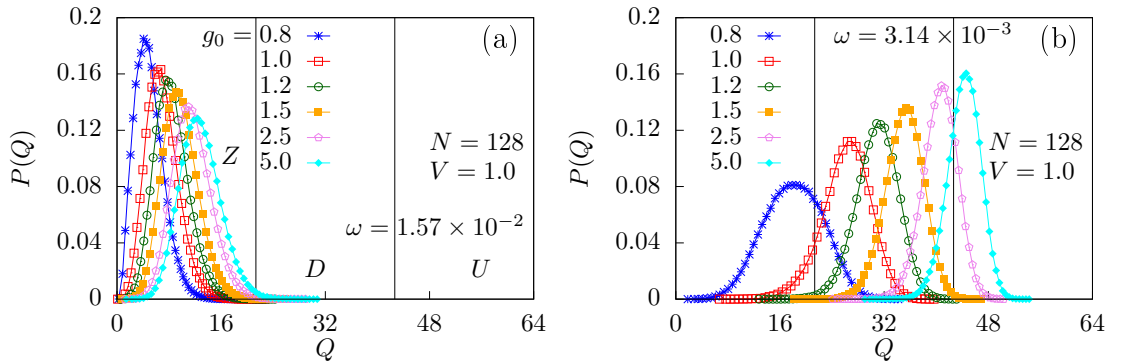 0.2
0.16
0.12
0.08
0.04
0
P(Q)
g₀ = 0.8
1.0
1.2
1.5
2.5
5.0
(a)
Z
N = 128
V = 1.0
ω = 1.57 × 10⁻²
D
U
0 16 32 48 64
Q
0.2
0.16
0.12
0.08
0.04
0
P(Q)
0.8
1.0
1.2
1.5
2.5
5.0
ω = 3.14 × 10⁻³
(b)
N = 128
V = 1.0
0 16 32 48 64
Q